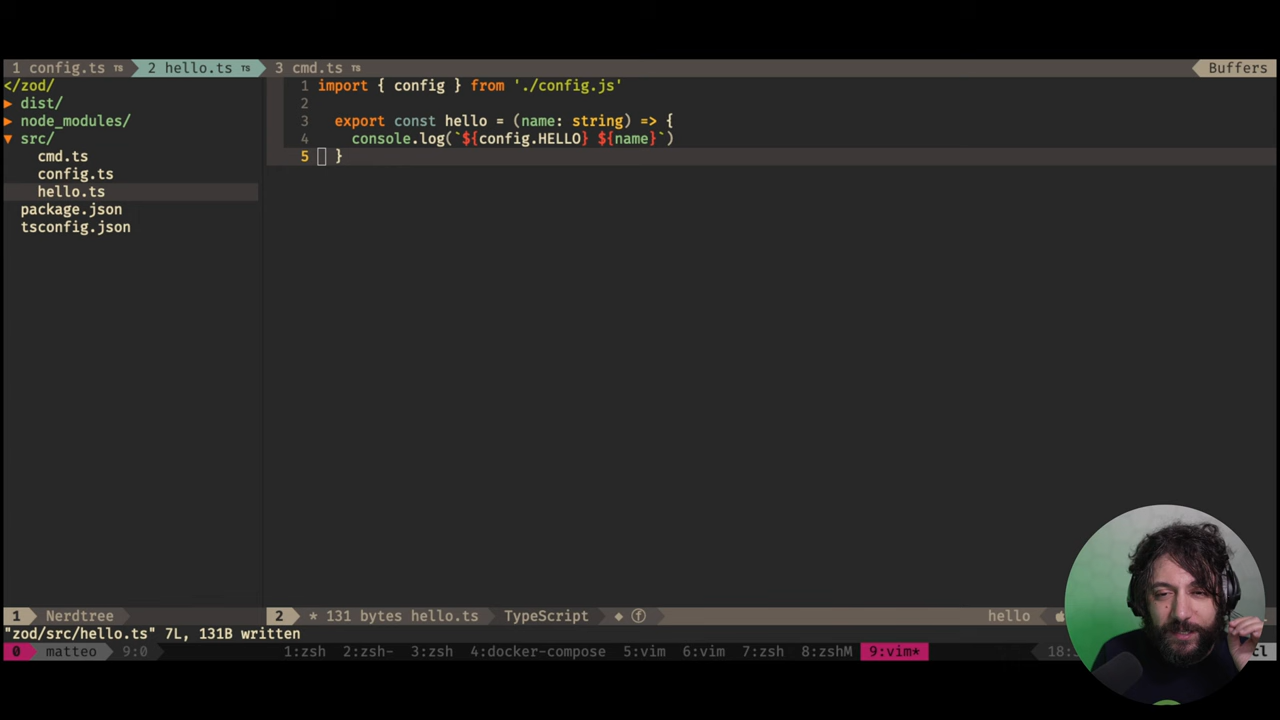 1 config.ts TS 2 hello.ts TS 3 cmd.ts TS Buffers
</zod/
▸ dist/
▸ node_modules/
▾ src/
cmd.ts
config.ts
hello.ts
package.json
tsconfig.json
1 import { config } from './config.js'
2
3 export const hello = (name: string) => {
4 console.log(`${config.HELLO} ${name}`)
5 }
1 Nerdtree 2 * 131 bytes hello.ts TypeScript hello
"zod/src/hello.ts" 7L, 131B written
0 matteo 9:0 1:zsh 2:zsh- 3:zsh 4:docker-compose 5:vim 6:vim 7:zsh 8:zshM 9:vim* 18: